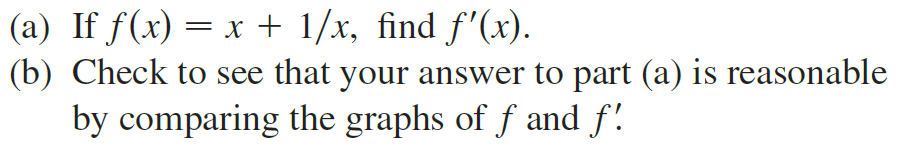 (a) If f(x) = x + 1/x, find f′(x).
(b) Check to see that your answer to part (a) is reasonable
by comparing the graphs of f and f′.